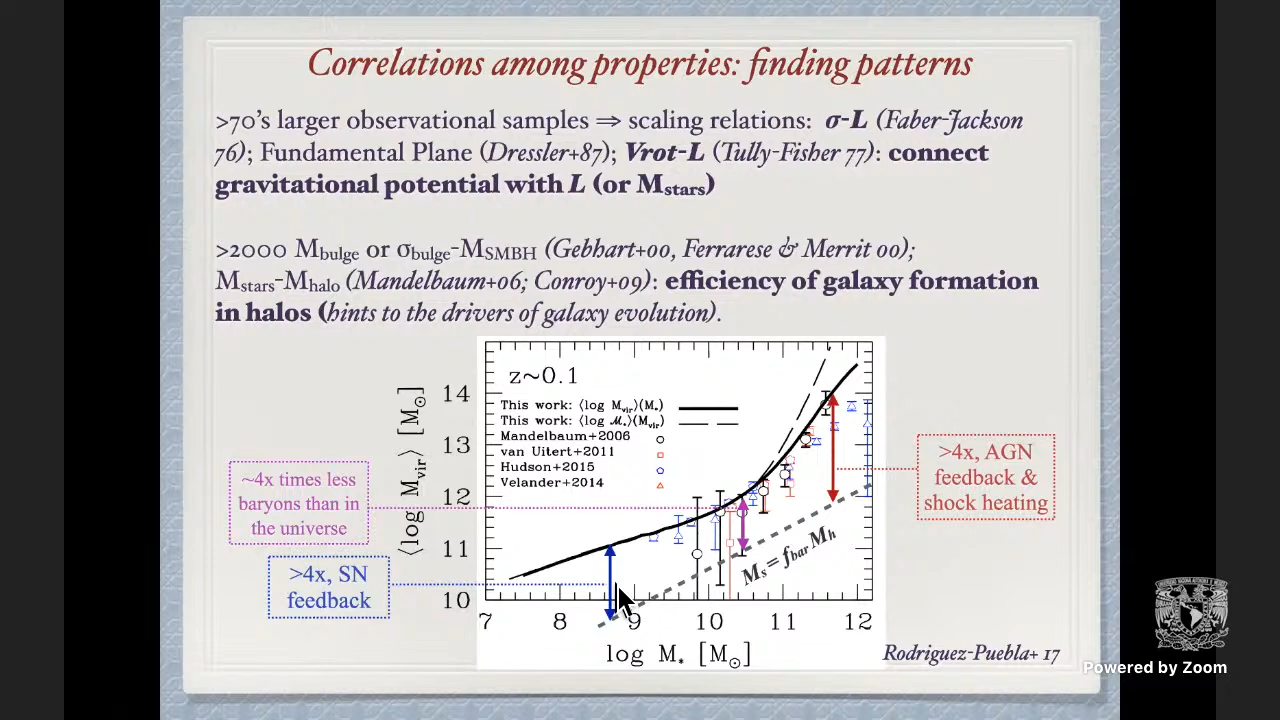 Correlations among properties: finding patterns
>70's larger observational samples ⇒ scaling relations: σ-L (Faber-Jackson
76); Fundamental Plane (Dressler+87); Vrot-L (Tully-Fisher 77): connect
gravitational potential with L (or Mstars)
>2000 Mbulge or σbulge-MSMBH (Gebhart+00, Ferrarese & Merrit 00);
Mstars-Mhalo (Mandelbaum+06; Conroy+09): efficiency of galaxy formation
in halos (hints to the drivers of galaxy evolution).
z~0.1
This work: ⟨log Mvir⟩(M*)
This work: ⟨log M*⟩(Mvir)
Mandelbaum+2006
van Uitert+2011
Hudson+2015
Velander+2014
⟨log Mvir⟩ [M⊙]
14
13
12
11
10
7 8 9 10 11 12
log M* [M⊙]
Ms = fbar Mh
~4x times less
baryons than in
the universe
>4x, SN
feedback
>4x, AGN
feedback &
shock heating
Rodriguez-Puebla+ 17
Powered by Zoom